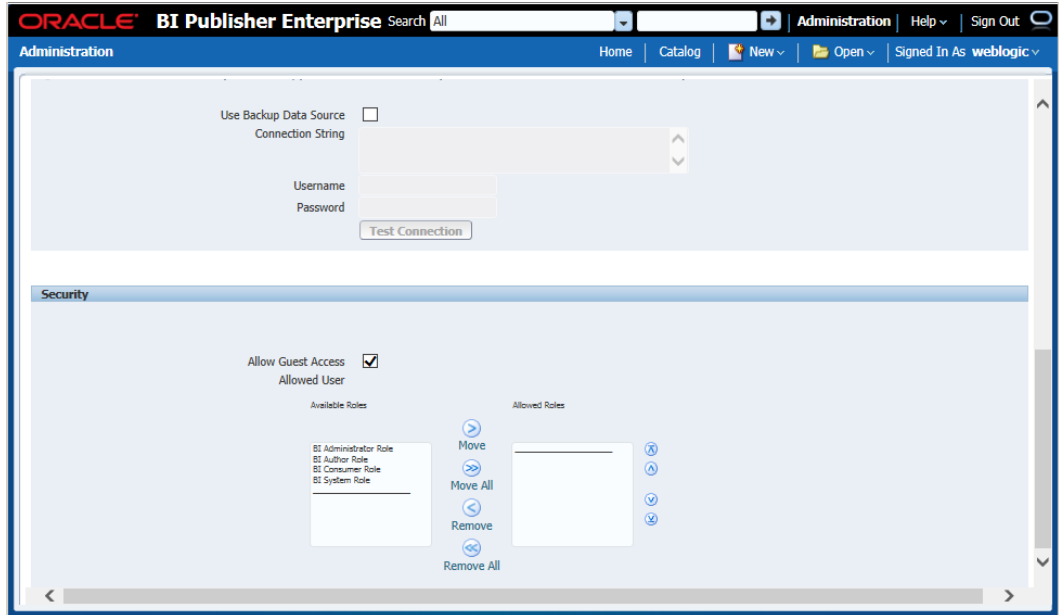 ORACLE BI Publisher Enterprise Search All Administration Help Sign Out
Administration Home Catalog New Open Signed In As weblogic
Use Backup Data Source
Connection String
Username
Password
Test Connection
Security
Allow Guest Access
Allowed User
Available Roles Allowed Roles
BI Administrator Role
BI Author Role
BI Consumer Role
BI System Role
Move
Move All
Remove
Remove All